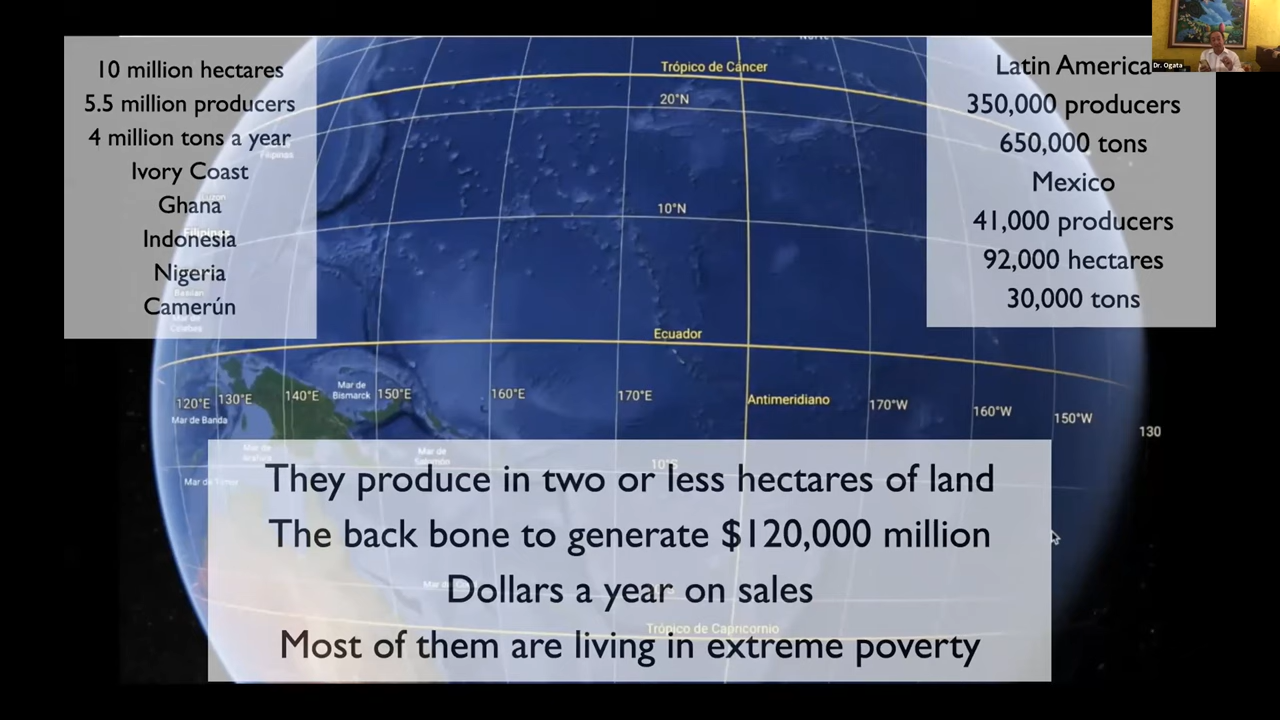 10 million hectares
5.5 million producers
4 million tons a year
Ivory Coast
Ghana
Indonesia
Nigeria
Camerún
Latin America
350,000 producers
650,000 tons
Mexico
41,000 producers
92,000 hectares
30,000 tons
Dr. Ogata
Trópico de Cáncer
20°N
10°N
Ecuador
120°E 130°E 140°E 150°E 160°E 170°E Antimeridiano 170°W 160°W 150°W 130
Mar de
Bismarck
Mar de Banda
Mar de
10°S
They produce in two or less hectares of land
The back bone to generate $120,000 million
Dollars a year on sales
Trópico de Capricornio
Most of them are living in extreme poverty